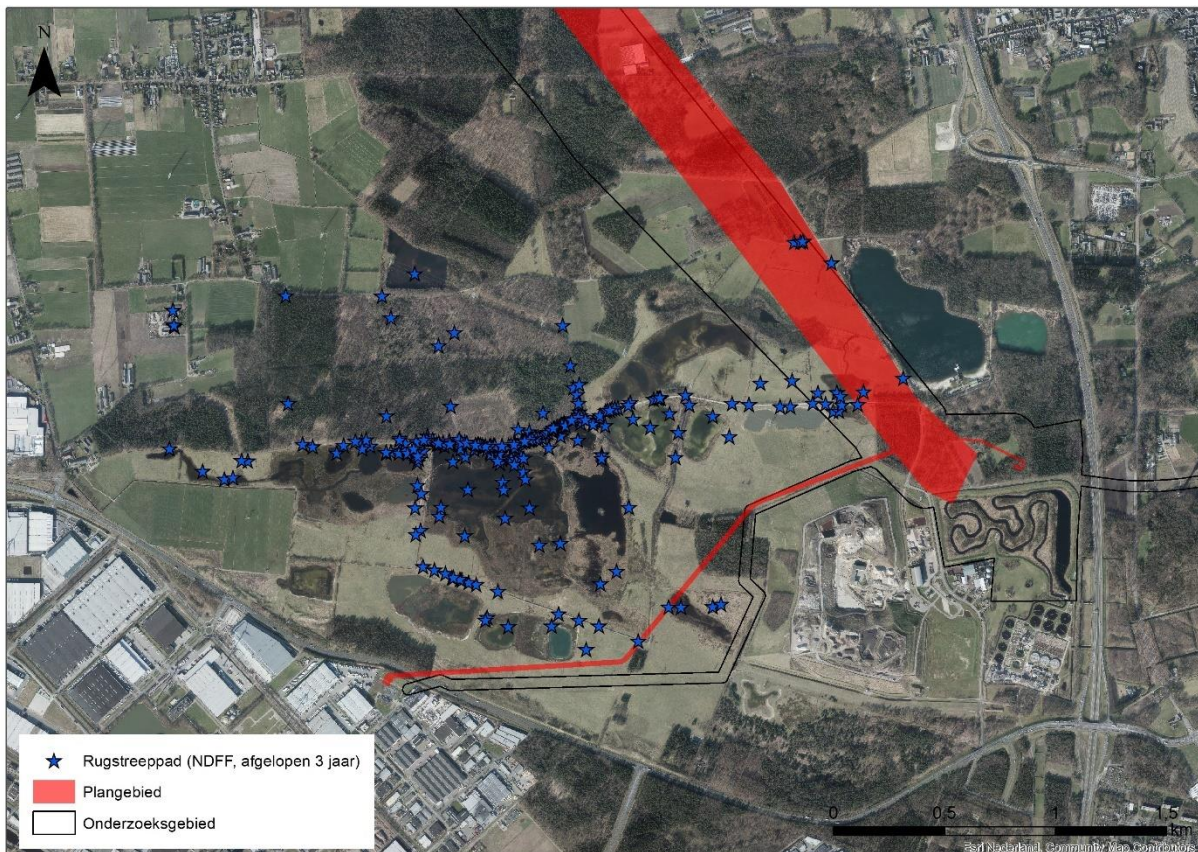 N
Rugstreeppad (NDFF, afgelopen 3 jaar)
Plangebied
Onderzoeksgebied
0 0,5 1 1,5
km
Esri Nederland, Community Map Contributors